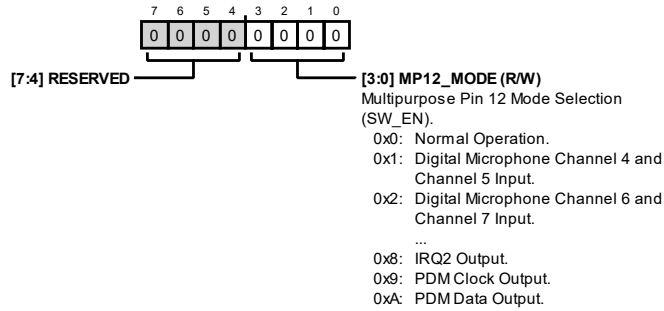 7 6 5 4 3 2 1 0
0 0 0 0 0 0 0 0
[7:4] RESERVED
[3:0] MP12_MODE (R/W)
Multipurpose Pin 12 Mode Selection
(SW_EN).
0x0: Normal Operation.
0x1: Digital Microphone Channel 4 and
Channel 5 Input.
0x2: Digital Microphone Channel 6 and
Channel 7 Input.
...
0x8: IRQ2 Output.
0x9: PDM Clock Output.
0xA: PDM Data Output.